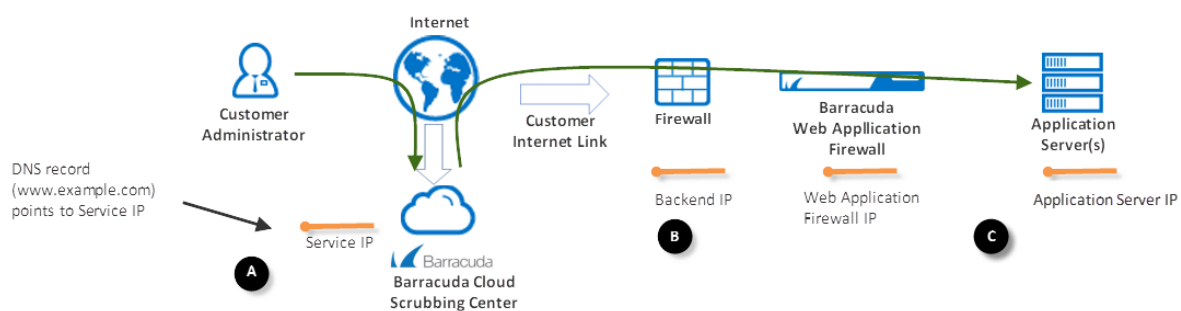 Internet
Customer
Administrator
Customer
Internet Link
Firewall
Barracuda
Web Appllication
Firewall
Application
Server(s)
DNS record
(www.example.com)
points to Service IP
Service IP
Backend IP
Web Application
Firewall IP
Application Server IP
A
B
C
Barracuda
Barracuda Cloud
Scrubbing Center